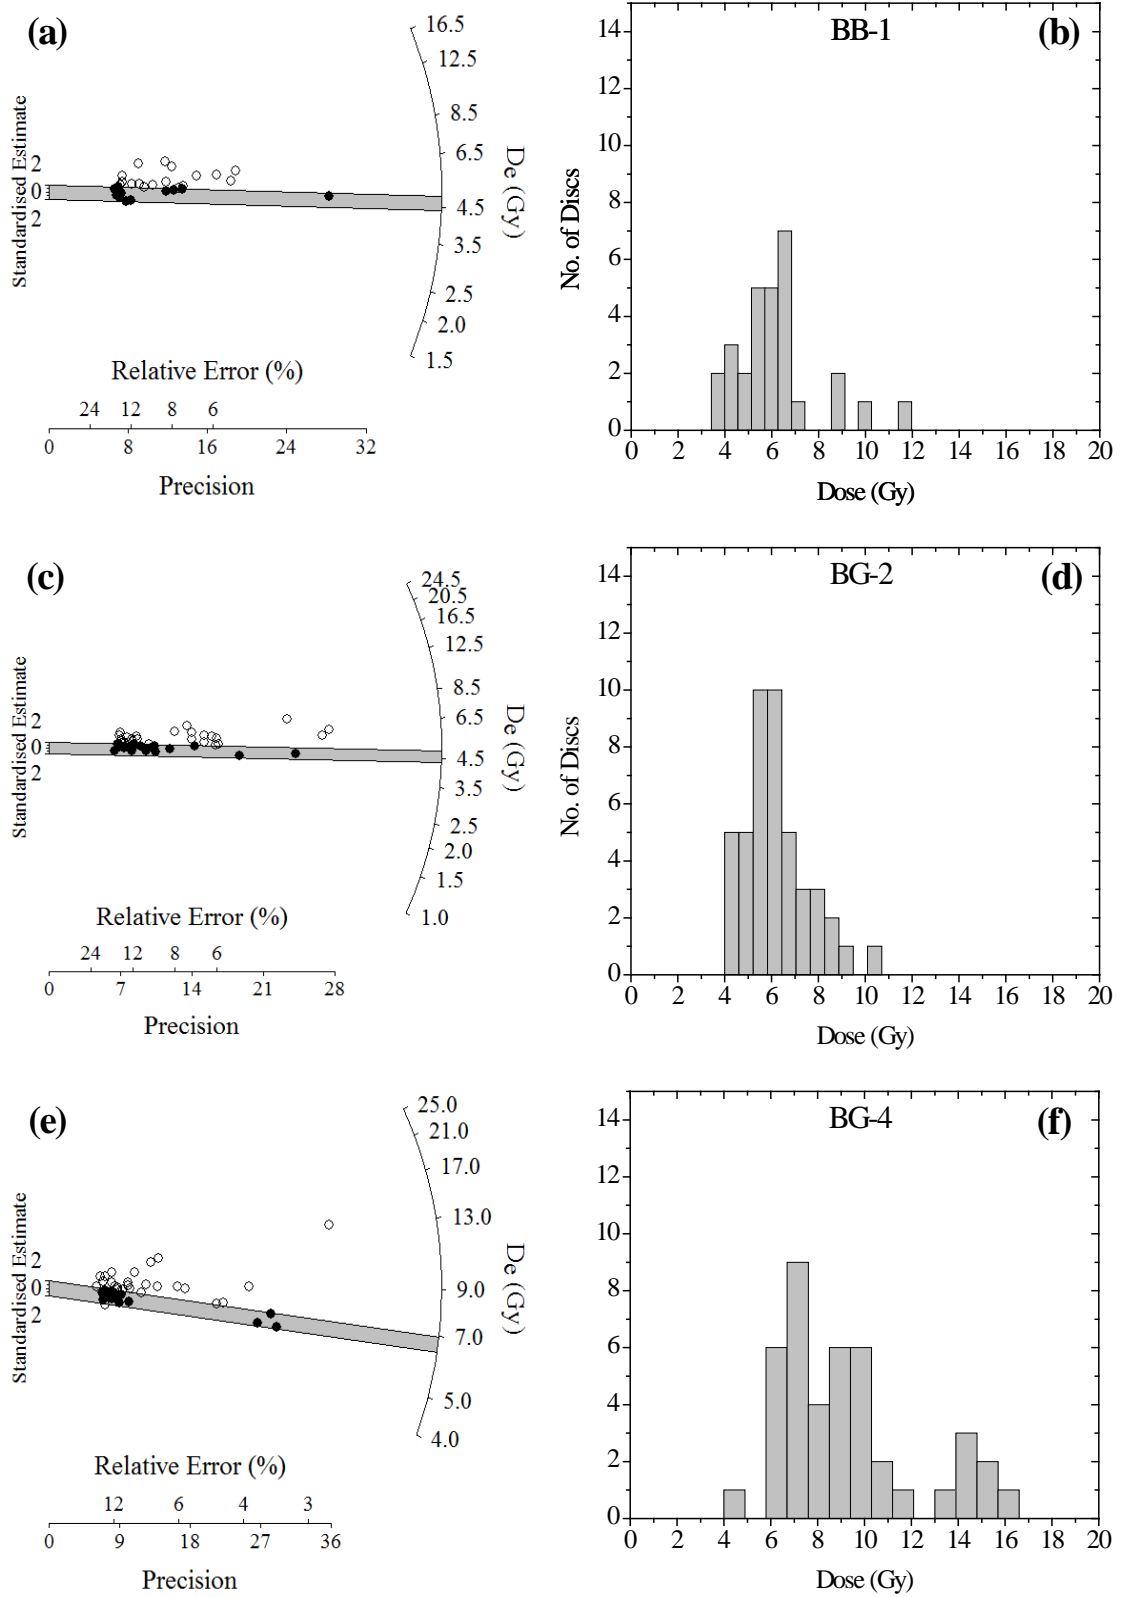 (a)
16.5
12.5
8.5
6.5
4.5
3.5
2.5
2.0
1.5
De (Gy)
Standardised Estimate
2
0
2
Relative Error (%)
24 12 8 6
0 8 16 24 32
Precision
BB-1
(b)
14
12
10
8
6
4
2
0
No. of Discs
0 2 4 6 8 10 12 14 16 18 20
Dose (Gy)
(c)
24.5
20.5
16.5
12.5
8.5
6.5
4.5
3.5
2.5
2.0
1.5
1.0
De (Gy)
Standardised Estimate
2
0
2
Relative Error (%)
24 12 8 6
0 7 14 21 28
Precision
BG-2
(d)
14
12
10
8
6
4
2
0
No. of Discs
0 2 4 6 8 10 12 14 16 18 20
Dose (Gy)
(e)
25.0
21.0
17.0
13.0
9.0
7.0
5.0
4.0
De (Gy)
Standardised Estimate
2
0
2
Relative Error (%)
12 6 4 3
0 9 18 27 36
Precision
BG-4
(f)
14
12
10
8
6
4
2
0
0 2 4 6 8 10 12 14 16 18 20
Dose (Gy)